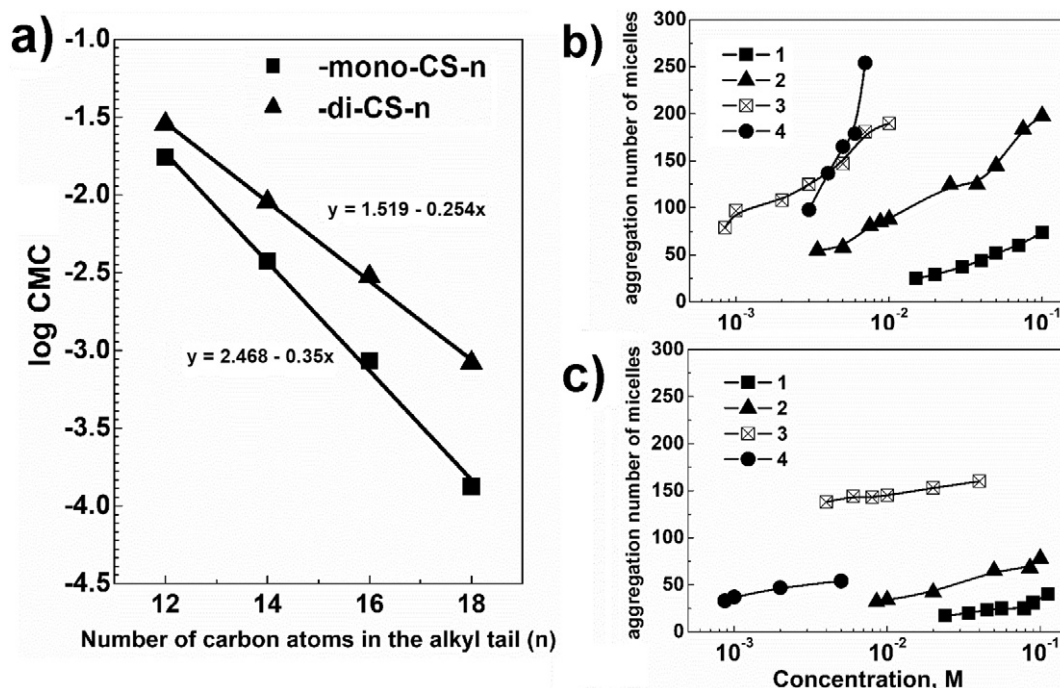 a)
-1.0
-1.5
-2.0
-2.5
-3.0
-3.5
-4.0
-4.5
log CMC
-mono-CS-n
-di-CS-n
y = 1.519 - 0.254x
y = 2.468 - 0.35x
12 14 16 18
Number of carbon atoms in the alkyl tail (n)
b)
aggregation number of micelles
300
250
200
150
100
50
0
1
2
3
4
10-3 10-2 10-1
c)
aggregation number of micelles
300
250
200
150
100
50
0
1
2
3
4
10-3 10-2 10-1
Concentration, M